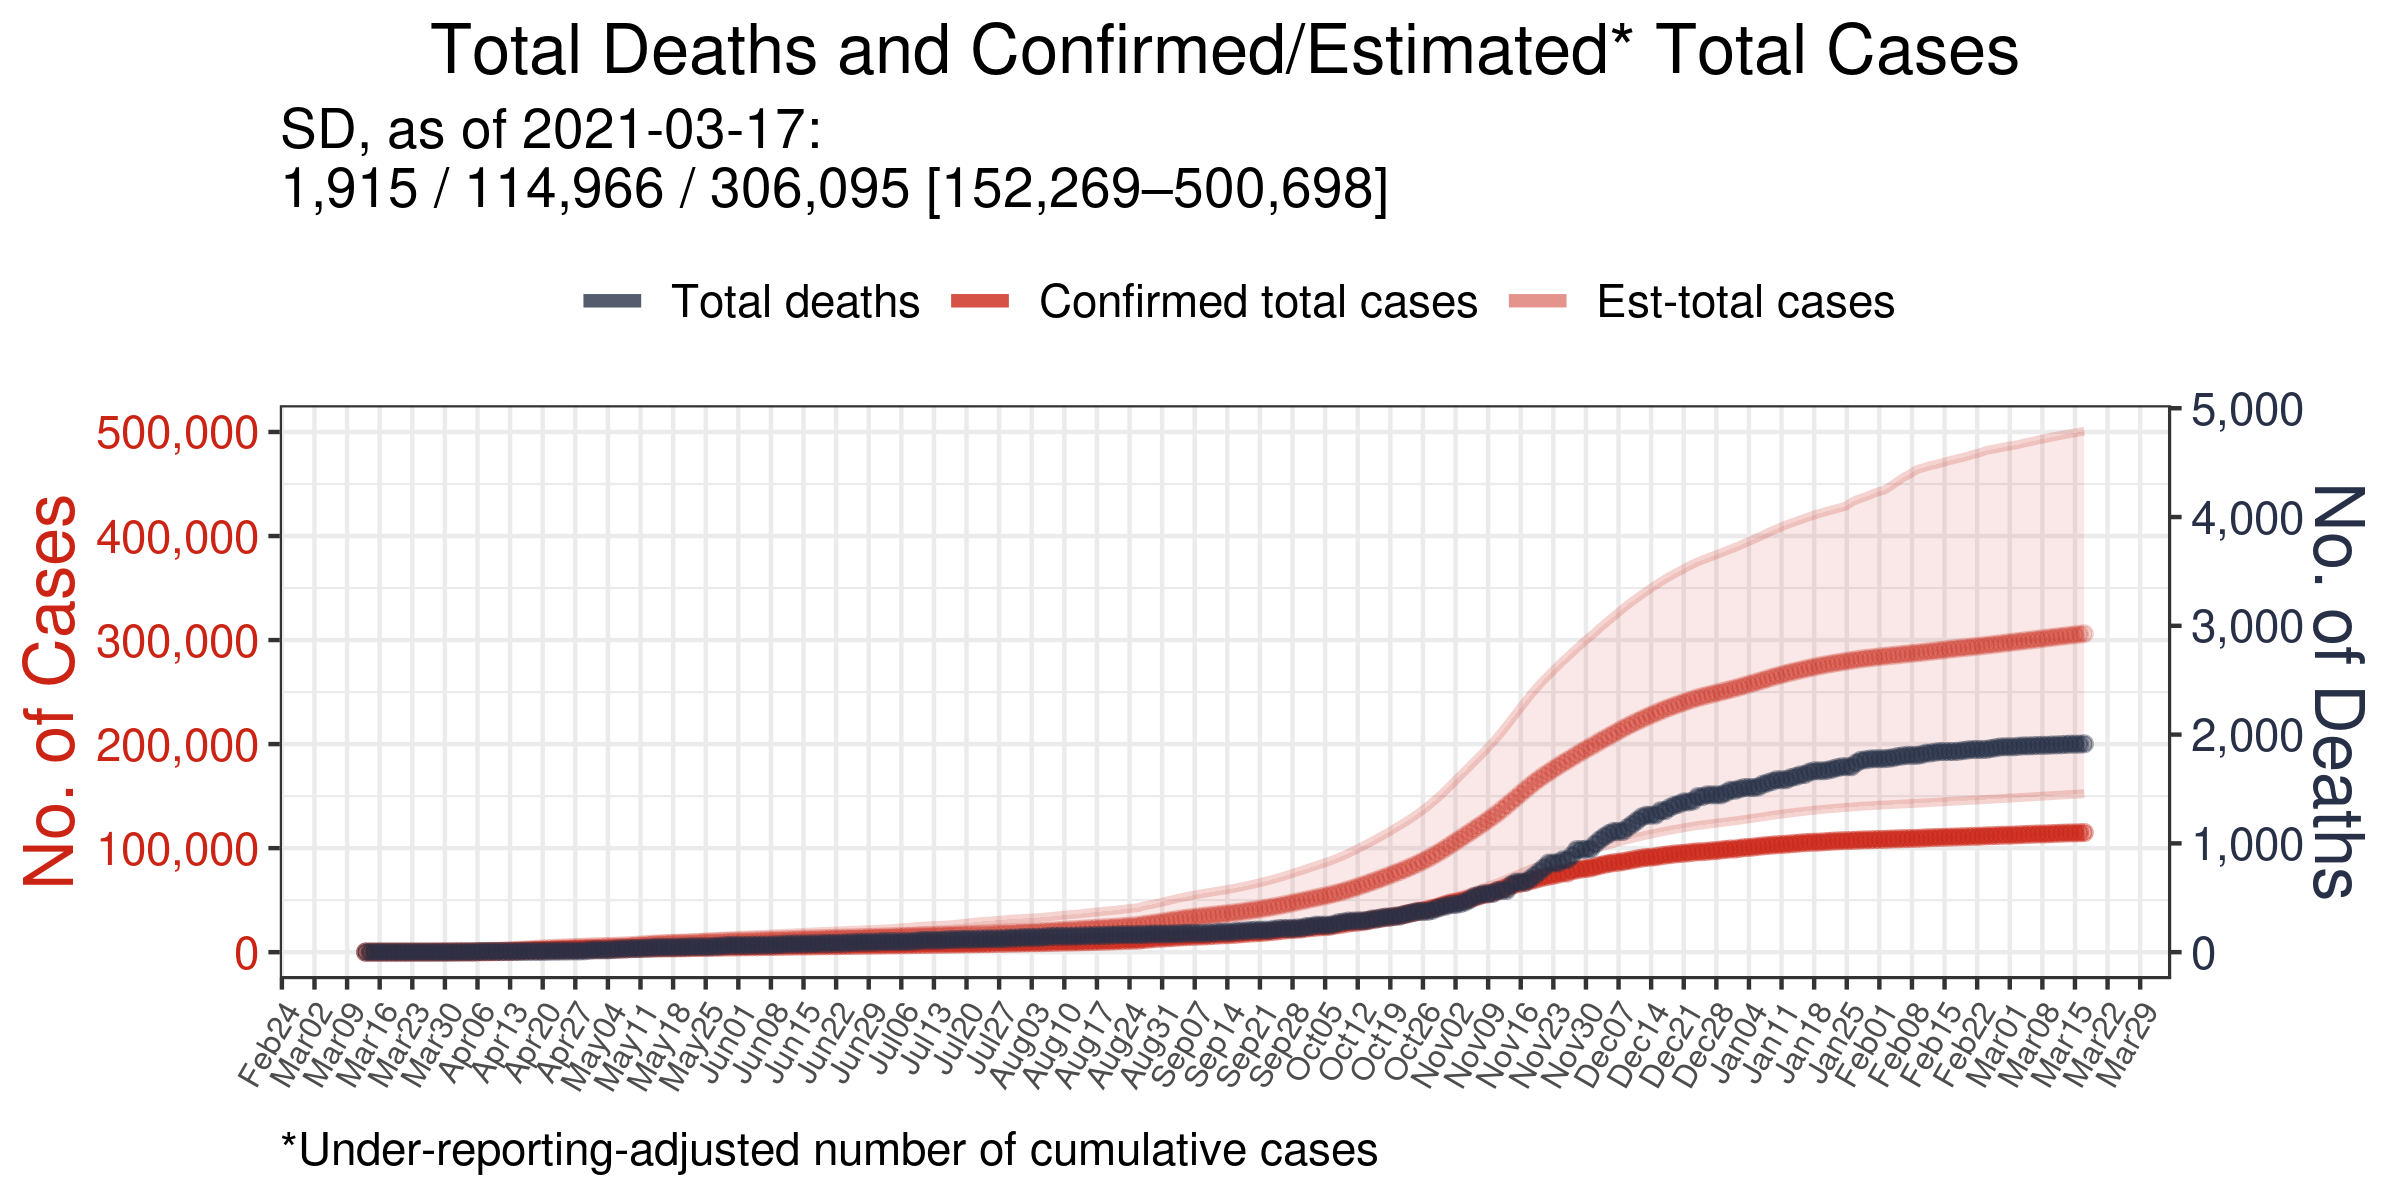 Total Deaths and Confirmed/Estimated* Total Cases
SD, as of 2021-03-17:
1,915 / 114,966 / 306,095 [152,269–500,698]
Total deaths
Confirmed total cases
Est-total cases
No. of Cases
500,000
400,000
300,000
200,000
100,000
0
5,000
4,000
3,000
2,000
1,000
0
No. of Deaths
Feb24
Mar02
Mar09
Mar16
Mar23
Mar30
Apr06
Apr13
Apr20
Apr27
May04
May11
May18
May25
Jun01
Jun08
Jun15
Jun22
Jun29
Jul06
Jul13
Jul20
Jul27
Aug03
Aug10
Aug17
Aug24
Aug31
Sep07
Sep14
Sep21
Sep28
Oct05
Oct12
Oct19
Oct26
Nov02
Nov09
Nov16
Nov23
Nov30
Dec07
Dec14
Dec21
Dec28
Jan04
Jan11
Jan18
Jan25
Feb01
Feb08
Feb15
Feb22
Mar01
Mar08
Mar15
Mar22
Mar29
*Under-reporting-adjusted number of cumulative cases